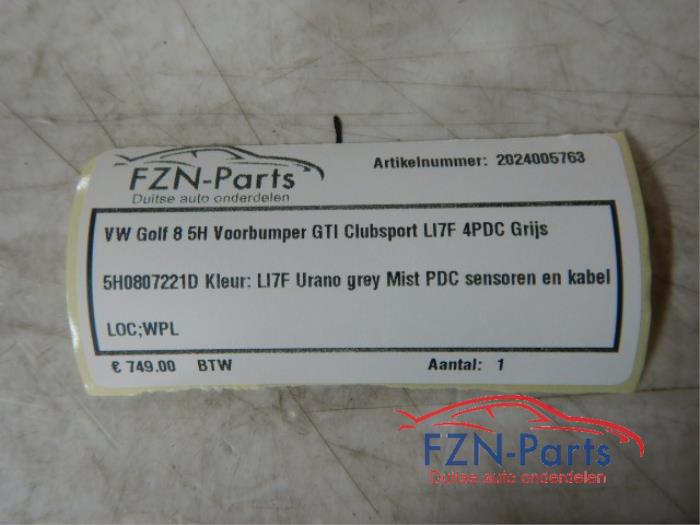 FZN-Parts
Duitse auto onderdelen
Artikelnummer: 2024005763
VW Golf 8 5H Voorbumper GTI Clubsport LI7F 4PDC Grijs
5H0807221D Kleur: LI7F Urano grey Mist PDC sensoren en kabel
LOC;WPL
€ 749.00 BTW
Aantal: 1
FZN-Parts
Duitse auto onderdelen